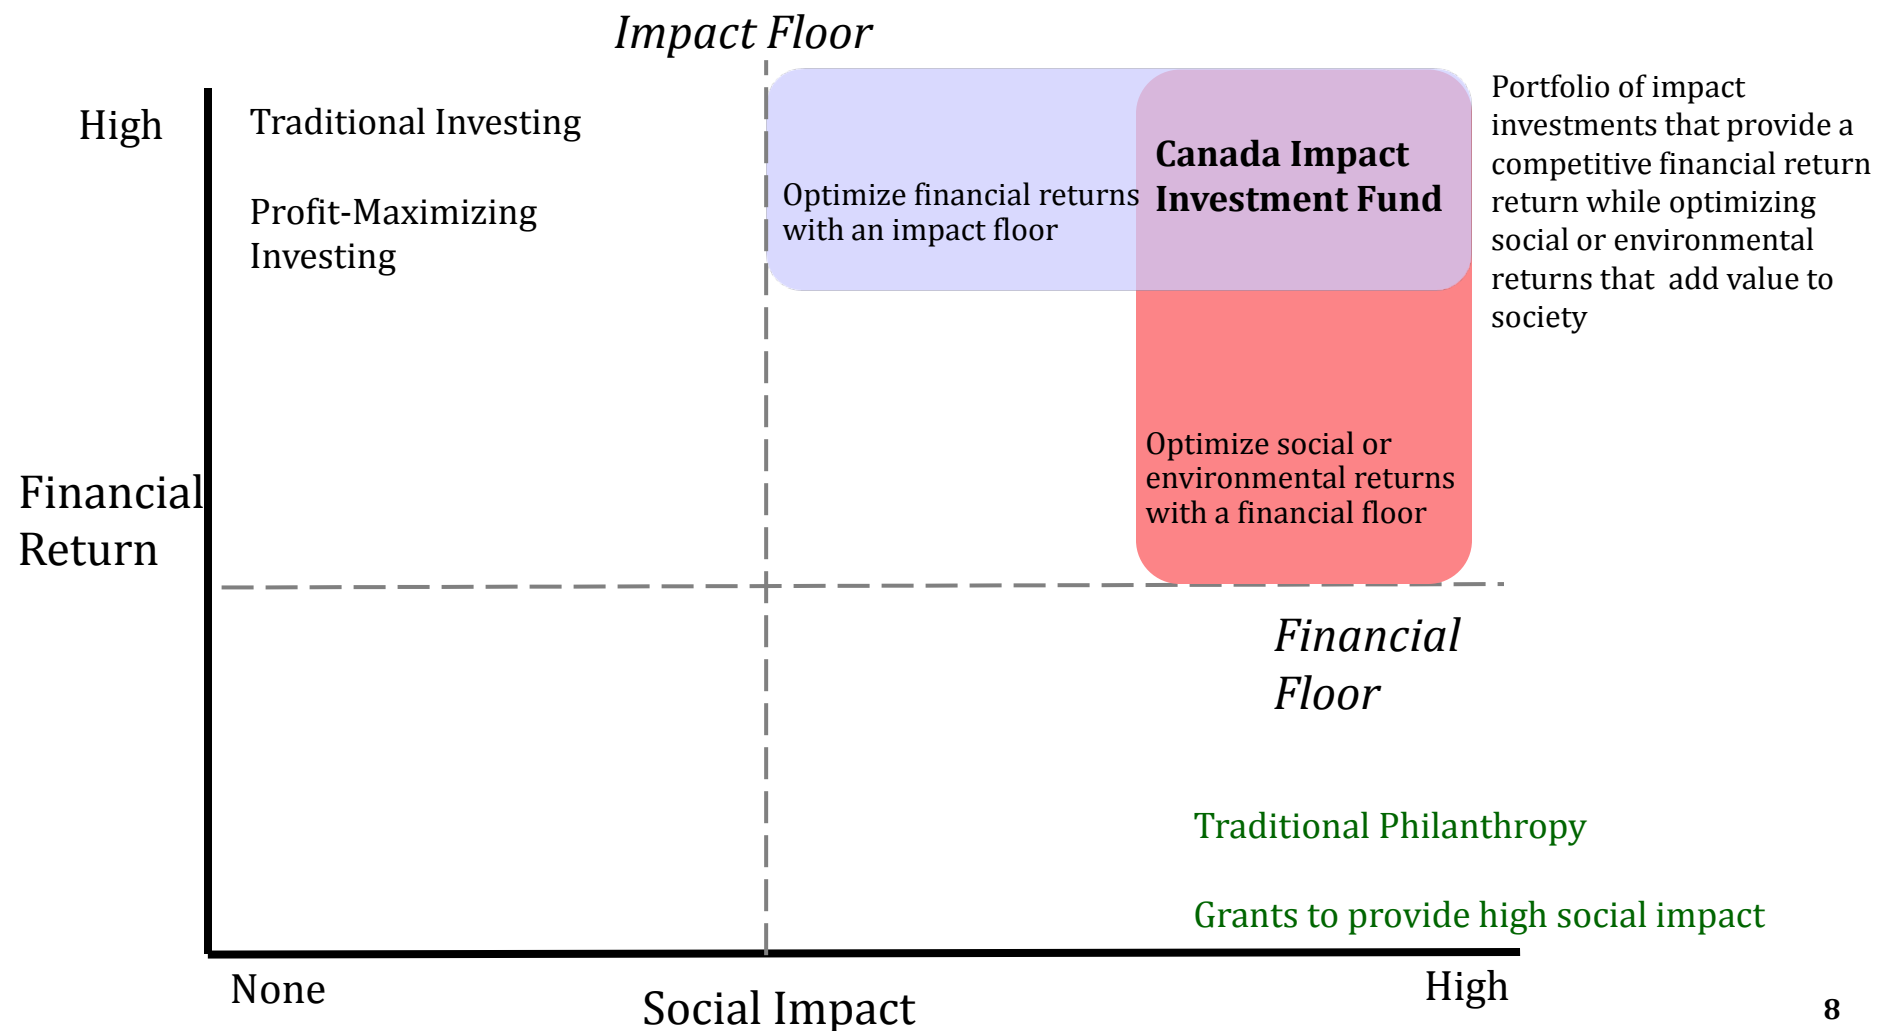 Impact Floor
High
Traditional Investing
Profit-Maximizing
Investing
Optimize financial returns
with an impact floor
Canada Impact
Investment Fund
Portfolio of impact
investments that provide a
competitive financial return
return while optimizing
social or environmental
returns that  add value to
society
Optimize social or
environmental returns
with a financial floor
Financial
Return
Financial
Floor
Traditional Philanthropy
Grants to provide high social impact
None
Social Impact
High
8